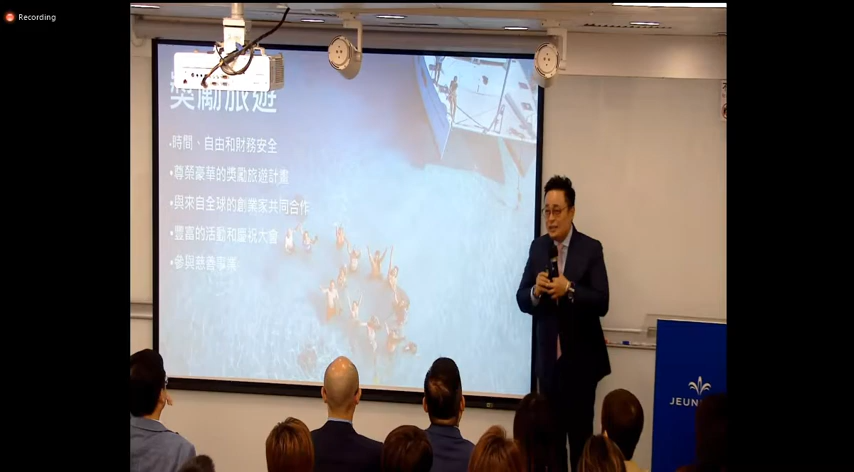 Recording
獎勵旅遊
•時間、自由和財務安全
•尊榮豪華的獎勵旅遊計畫
•與來自全球的創業家共同合作
•豐富的活動和慶祝大會
•參與慈善事業
JEUN